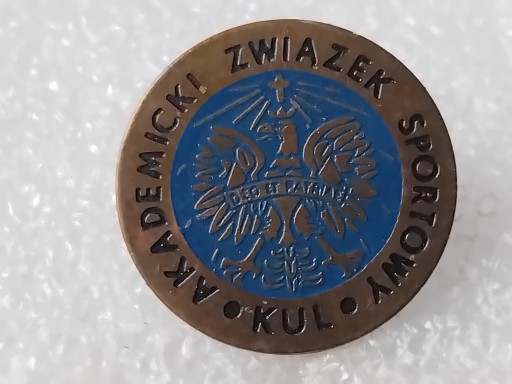 AKADEMICKI ZWIĄZEK SPORTOWY
• KUL •
DEO ET PATRIAE